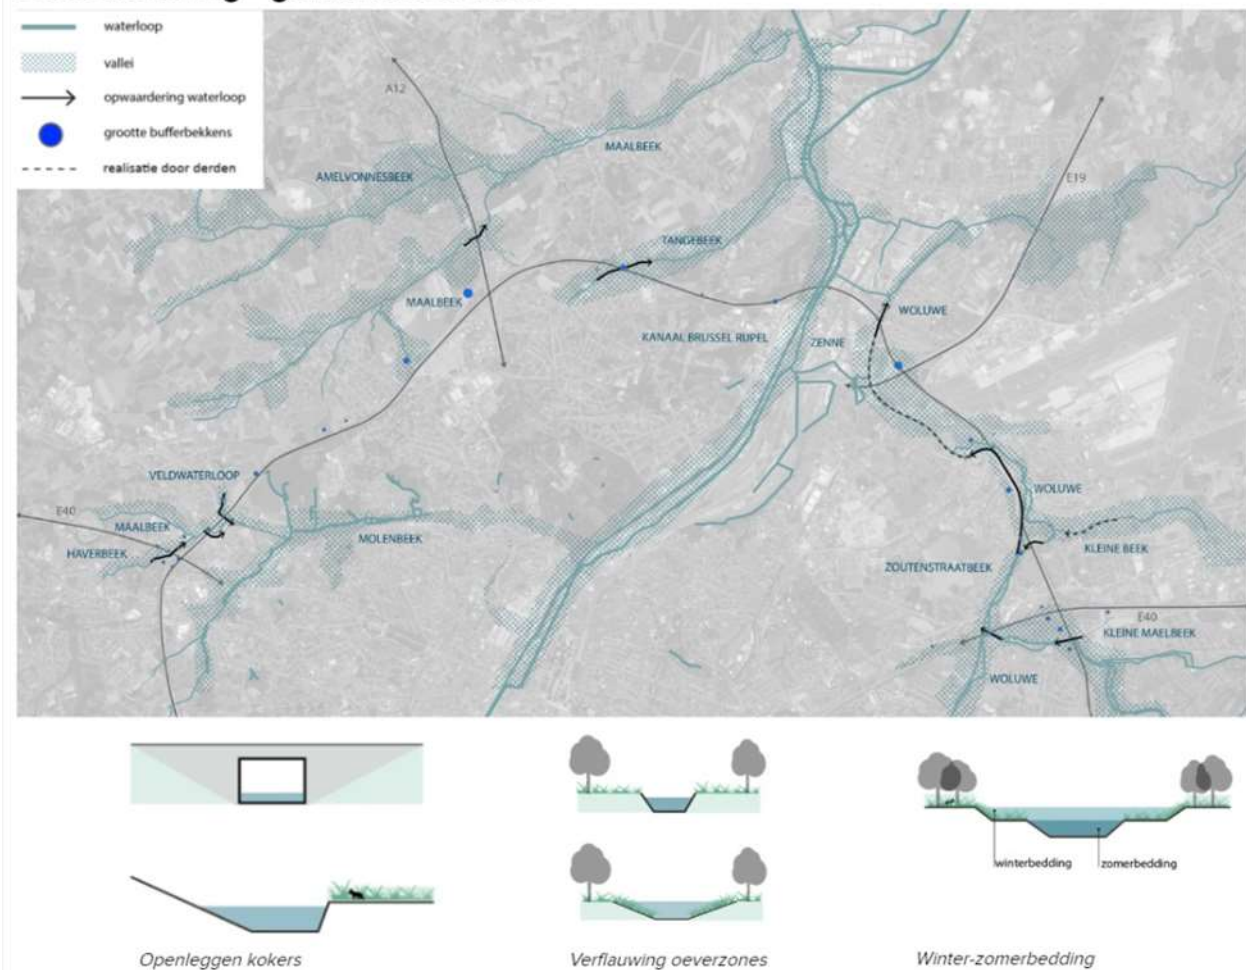 waterloop
vallei
opwaardering waterloop
grootte bufferbekkens
realisatie door derden
A12
MAALBEEK
AMELVONNESBEEK
E19
TANGEBEEK
MAALBEEK
WOLUWE
KANAAL BRUSSEL RUPEL
ZENNE
VELDWATERLOOP
WOLUWE
E40
MAALBEEK
MOLENBEEK
HAVERBEEK
KLEINE BEEK
ZOUTENSTRAATBEEK
E40
KLEINE MAELBEEK
WOLUWE
winterbedding
zomerbedding
Openleggen kokers
Verflauwing oeverzones
Winter-zomerbedding